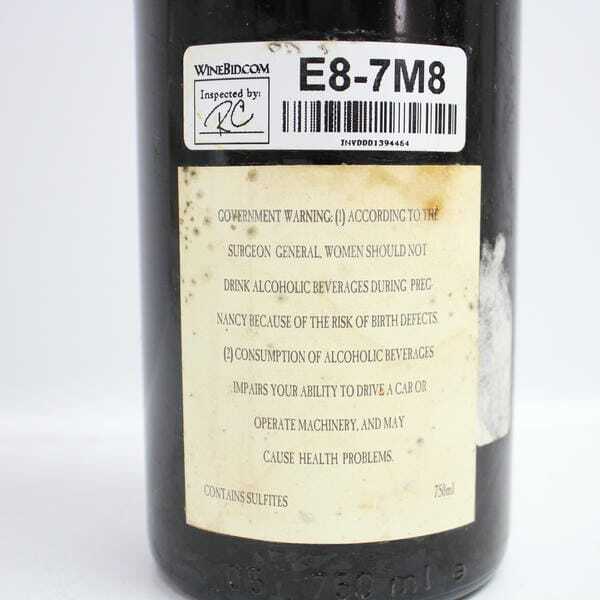 WINEBID.COM
E8-7M8
Inspected by:
RC
INVDDD1394464
GOVERNMENT WARNING: (1) ACCORDING TO THE
SURGEON GENERAL, WOMEN SHOULD NOT
DRINK ALCOHOLIC BEVERAGES DURING PREG-
NANCY BECAUSE OF THE RISK OF BIRTH DEFECTS.
(2) CONSUMPTION OF ALCOHOLIC BEVERAGES
IMPAIRS YOUR ABILITY TO DRIVE A CAR OR
OPERATE MACHINERY, AND MAY
CAUSE HEALTH PROBLEMS.
CONTAINS SULFITES 750ml
750 ml